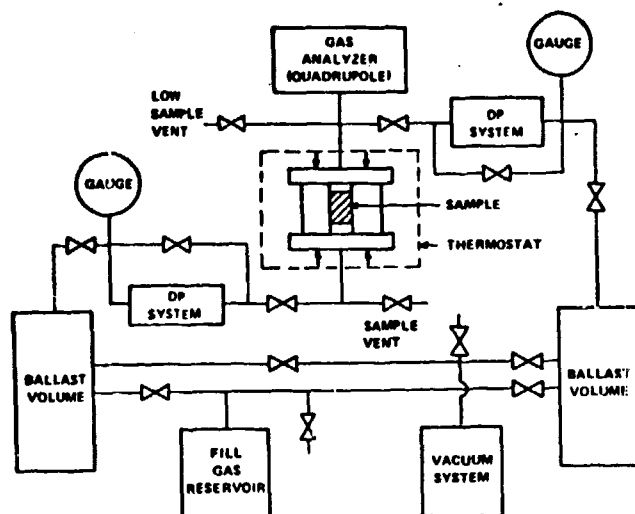 GAS
ANALYZER
(QUADRUPOLE)
GAUGE
LOW
SAMPLE
VENT
DP
SYSTEM
GAUGE
SAMPLE
THERMOSTAT
DP
SYSTEM
SAMPLE
VENT
BALLAST
VOLUME
BALLAST
VOLUME
FILL
GAS
RESERVOIR
VACUUM
SYSTEM